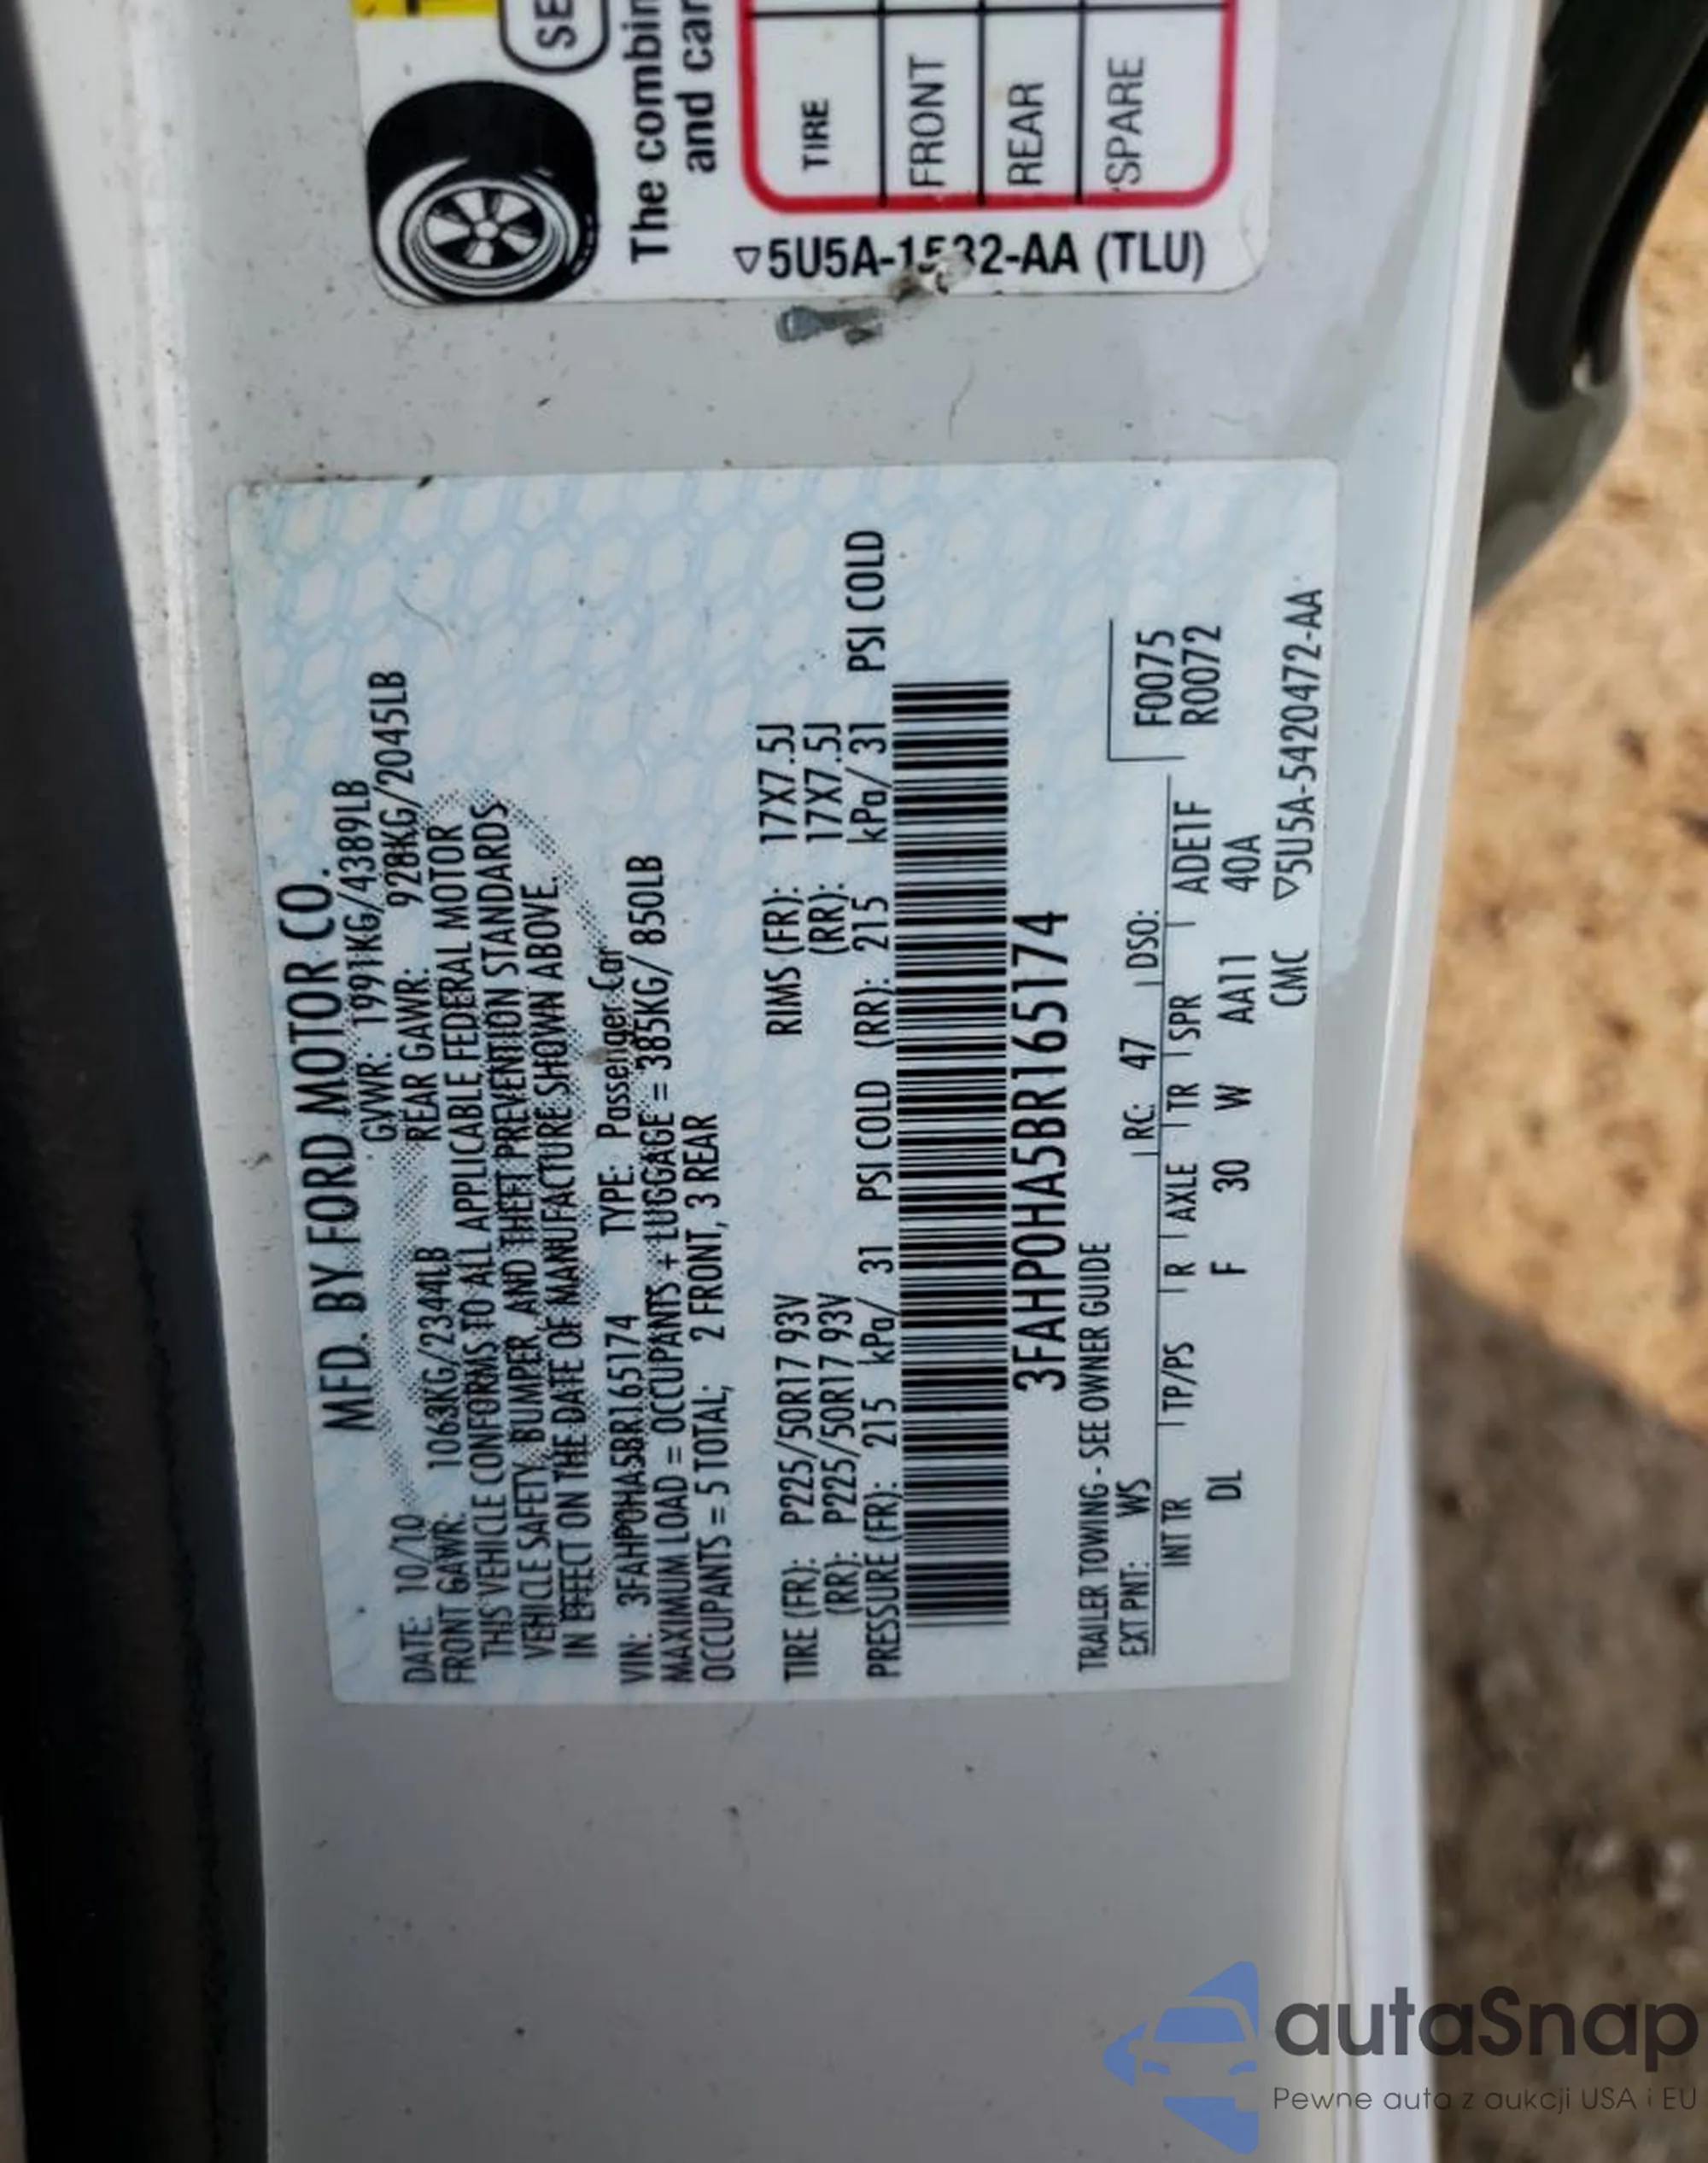 SE
The combin
and car
TIRE
FRONT
REAR
SPARE
▽5U5A-1532-AA (TLU)
MFD. BY FORD MOTOR CO.
DATE: 10/10 GVWR: 1991KG/4389LB
FRONT GAWR: 1063KG/2344LB REAR GAWR: 928KG/2045LB
THIS VEHICLE CONFORMS TO ALL APPLICABLE FEDERAL MOTOR
VEHICLE SAFETY, BUMPER, AND THEFT PREVENTION STANDARDS
IN EFFECT ON THE DATE OF MANUFACTURE SHOWN ABOVE.
VIN: 3FAHP0HA5BR165174 TYPE: Passenger Car
MAXIMUM LOAD = OCCUPANTS + LUGGAGE = 385KG/ 850LB
OCCUPANTS = 5 TOTAL; 2 FRONT, 3 REAR
TIRE (FR): P225/50R17 93V RIMS (FR): 17X7.5J
(RR): P225/50R17 93V (RR): 17X7.5J
PRESSURE (FR): 215 kPa/ 31 PSI COLD (RR): 215 kPa/ 31 PSI COLD
3FAHP0HA5BR165174
TRAILER TOWING - SEE OWNER GUIDE
EXT PNT: WS RC: 47 DSO: F0075
INT TR TP/PS R AXLE TR SPR ADE1F R0072
DL F 30 W AA11 40A
CMC ▽5U5A-5420472-AA
autaSnap
Pewne auta z aukcji USA i EU